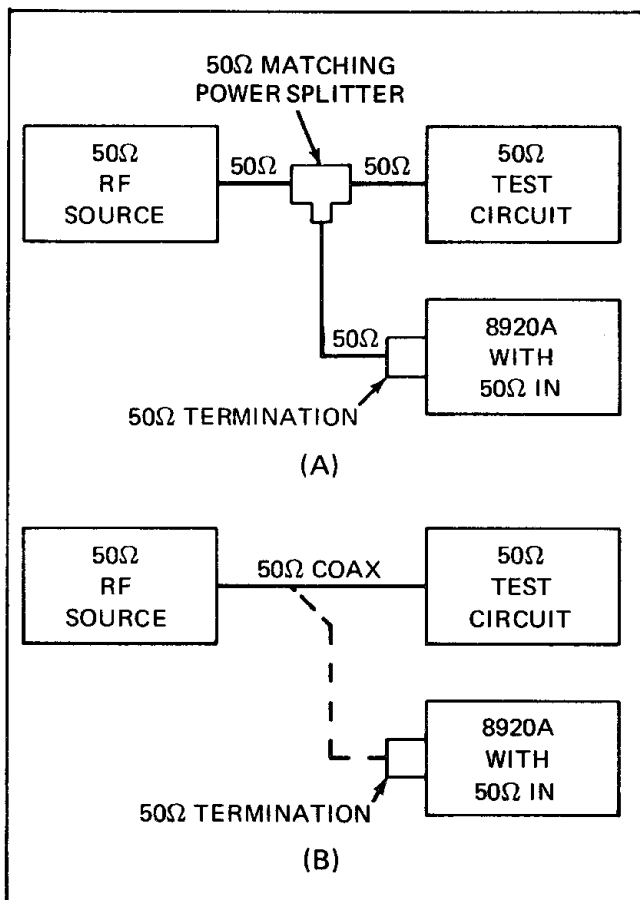 50Ω MATCHING
POWER SPLITTER
50Ω
RF
SOURCE
50Ω
50Ω
50Ω
TEST
CIRCUIT
50Ω
8920A
WITH
50Ω IN
50Ω TERMINATION
(A)
50Ω
RF
SOURCE
50Ω COAX
50Ω
TEST
CIRCUIT
8920A
WITH
50Ω IN
50Ω TERMINATION
(B)